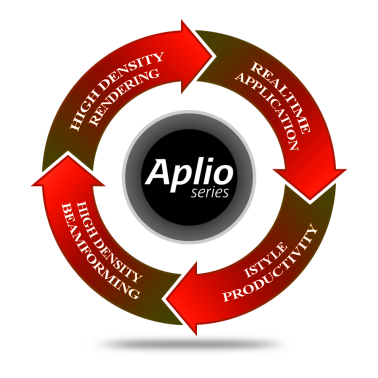 HIGH DENSITY
RENDERING
REALTIME
APPLICATION
Aplio
series
HIGH DENSITY
BEAMFORMING
ISTYLE
PRODUCTIVITY